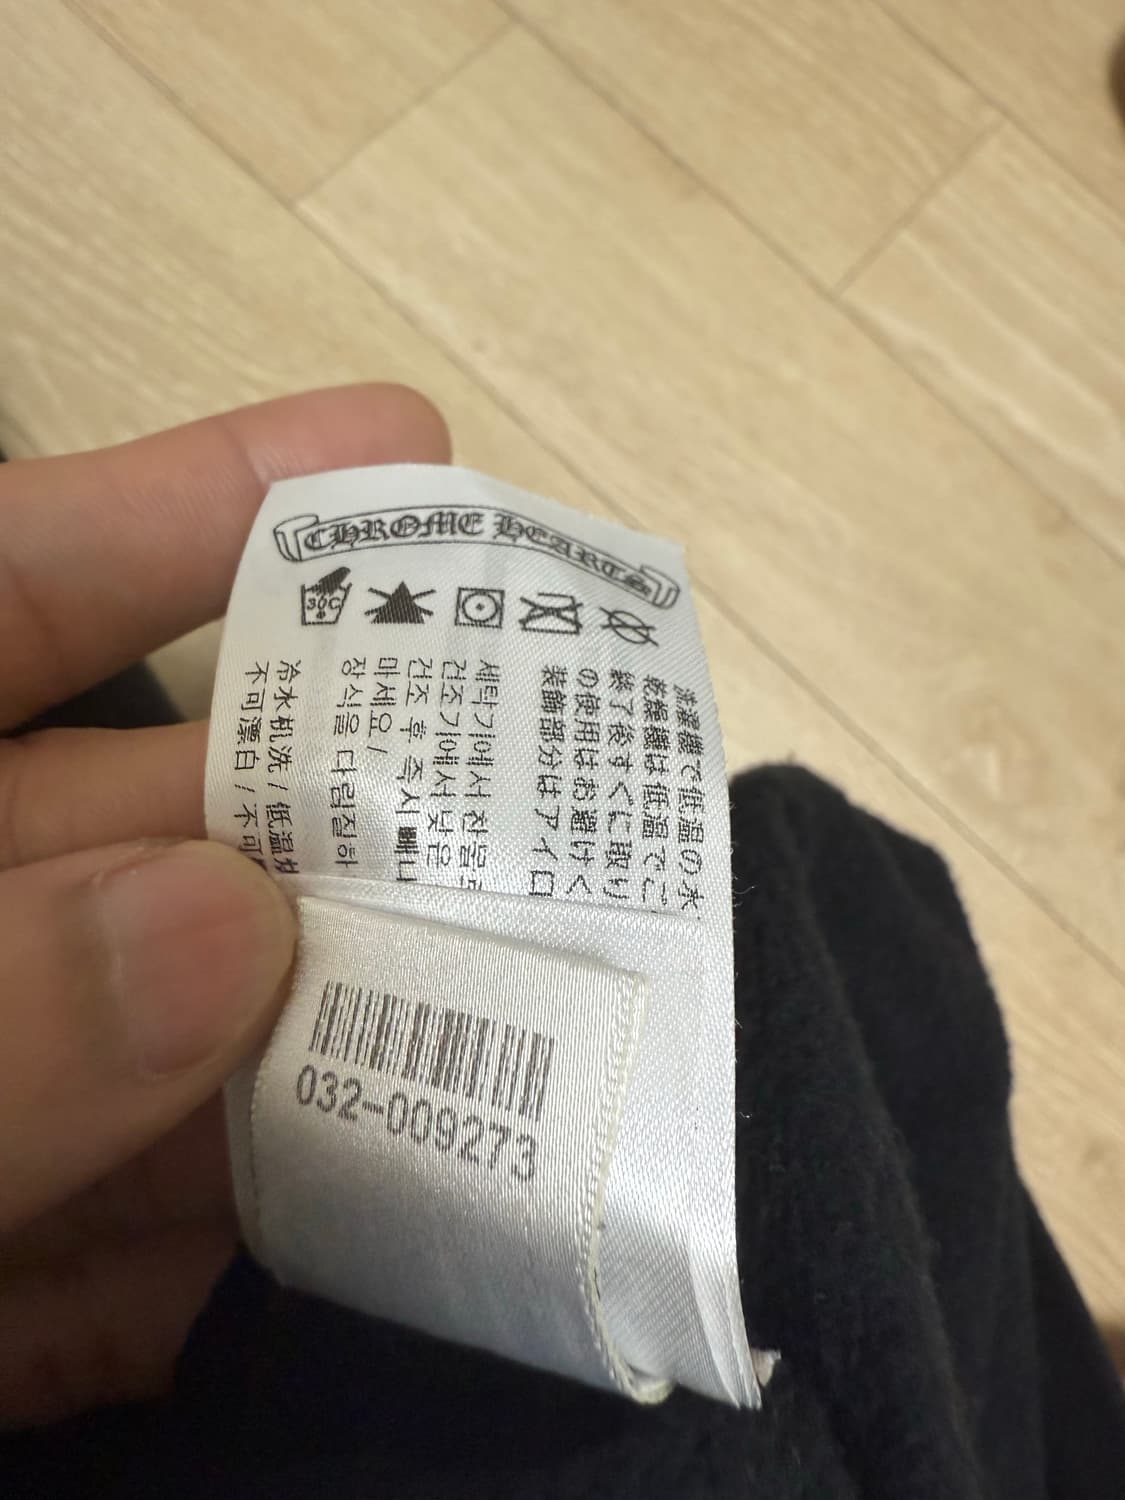 CHROME HEARTS
30C
洗濯機で低温の水
乾燥機は低温でご
終了後すぐに取り
の使用はお避けく
装飾部分はアイロ
세탁기에서 찬물로
건조기에서 낮은
건조 후 즉시 빼내
마세요 /
장식을 다림질하
冷水机洗 / 低温烘
不可漂白 / 不可
032-009273